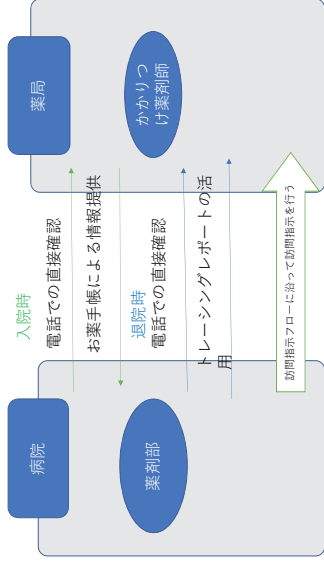 病院
薬剤部
入院時
電話での直接確認
お薬手帳による情報提供
退院時
電話での直接確認
トレーシングレポートの活
用
訪問指示フローに沿って訪問指示を行う
薬局
かかりつ
け薬剤師